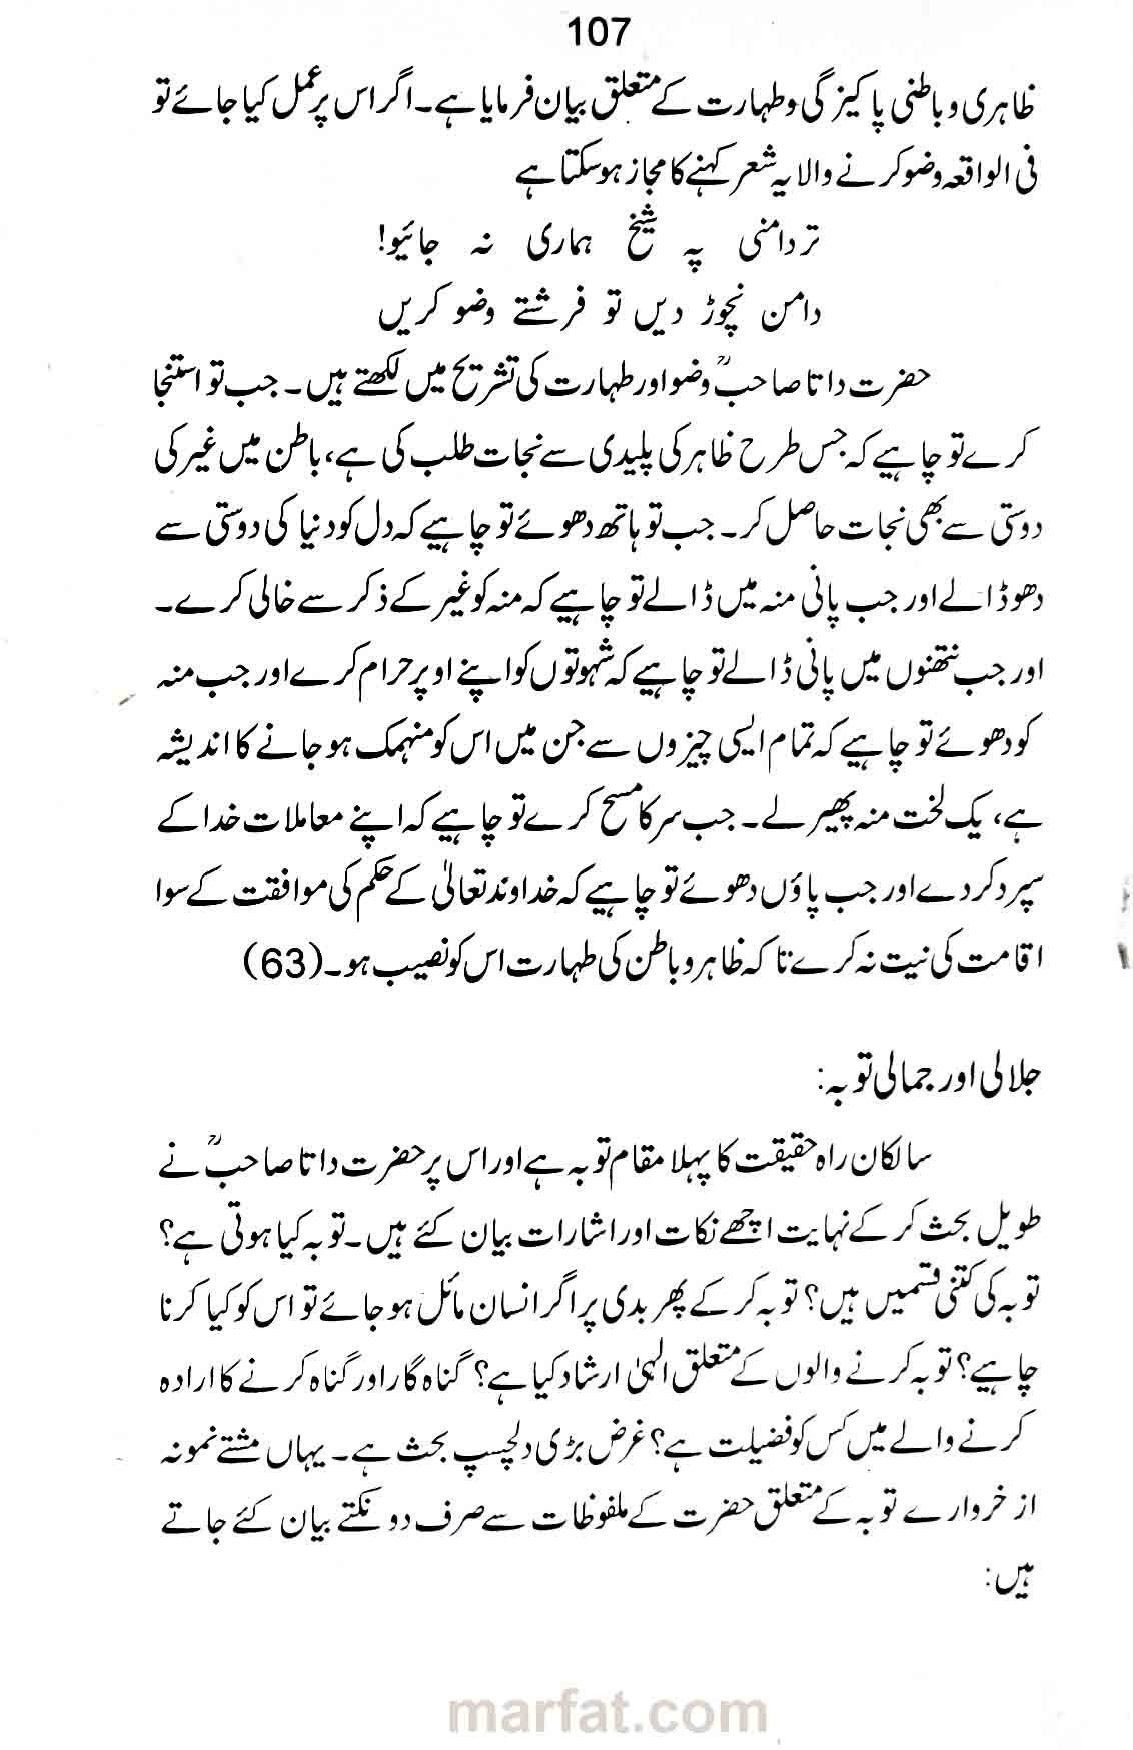 107
ظاہری و باطنی پاکیزگی و طہارت کے متعلق بیان فرمایا ہے۔ اگر اس پر عمل کیا جائے تو
فی الواقعہ وضو کرنے والا یہ شعر کہنے کا مجاز ہو سکتا ہے
تر دامنی پہ شیخ ہماری نہ جائیو!
دامن نچوڑ دیں تو فرشتے وضو کریں
حضرت داتا صاحبؒ وضو اور طہارت کی تشریح میں لکھتے ہیں۔ جب تو استنجا
کرے تو چاہیے کہ جس طرح ظاہر کی پلیدی سے نجات طلب کی ہے، باطن میں غیر کی
دوستی سے بھی نجات حاصل کر۔ جب تو ہاتھ دھوئے تو چاہیے کہ دل کو دنیا کی دوستی سے
دھو ڈالے اور جب پانی منہ میں ڈالے تو چاہیے کہ منہ کو غیر کے ذکر سے خالی کرے۔
اور جب نتھنوں میں پانی ڈالے تو چاہیے کہ شہوتوں کو اپنے اوپر حرام کرے اور جب منہ
کو دھوئے تو چاہیے کہ تمام ایسی چیزوں سے جن میں اس کو منہمک ہو جانے کا اندیشہ
ہے، یک لخت منہ پھیر لے۔ جب سر کا مسح کرے تو چاہیے کہ اپنے معاملات خدا کے
سپرد کر دے اور جب پاؤں دھوئے تو چاہیے کہ خداوند تعالیٰ کے حکم کی موافقت کے سوا
اقامت کی نیت نہ کرے تا کہ ظاہر و باطن کی طہارت اس کو نصیب ہو۔ (63)
جلالی اور جمالی توبہ:
سالکان راہ حقیقت کا پہلا مقام توبہ ہے اور اس پر حضرت داتا صاحبؒ نے
طویل بحث کر کے نہایت اچھے نکات اور اشارات بیان کئے ہیں۔ توبہ کیا ہوتی ہے؟
توبہ کی کتنی قسمیں ہیں؟ توبہ کر کے پھر بدی پر اگر انسان مائل ہو جائے تو اس کو کیا کرنا
چاہیے؟ توبہ کرنے والوں کے متعلق الہیٰ ارشاد کیا ہے؟ گناہ گار اور گناہ کرنے کا ارادہ
کرنے والے میں کس کو فضیلت ہے؟ غرض بڑی دلچسپ بحث ہے۔ یہاں مشتے نمونہ
از خروارے توبہ کے متعلق حضرت کے ملفوظات سے صرف دو نکتے بیان کئے جاتے
ہیں:
marfat.com